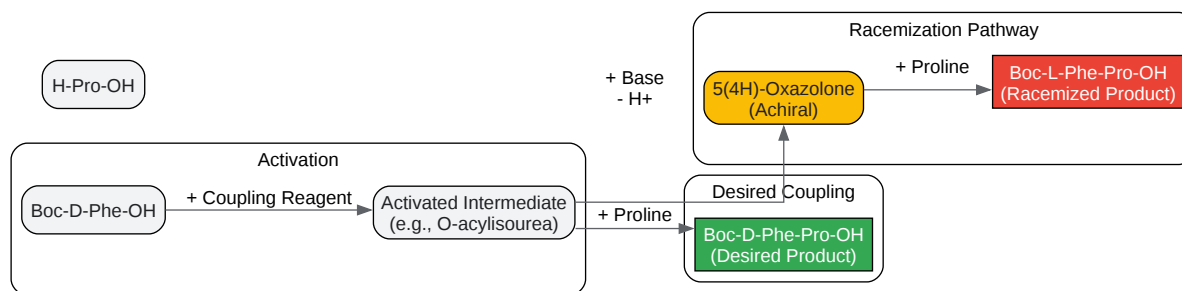 Racemization Pathway
H-Pro-OH
+ Base
- H+
5(4H)-Oxazolone
(Achiral)
+ Proline
Boc-L-Phe-Pro-OH
(Racemized Product)
Activation
Boc-D-Phe-OH
+ Coupling Reagent
Activated Intermediate
(e.g., O-acylisourea)
+ Proline
Desired Coupling
Boc-D-Phe-Pro-OH
(Desired Product)